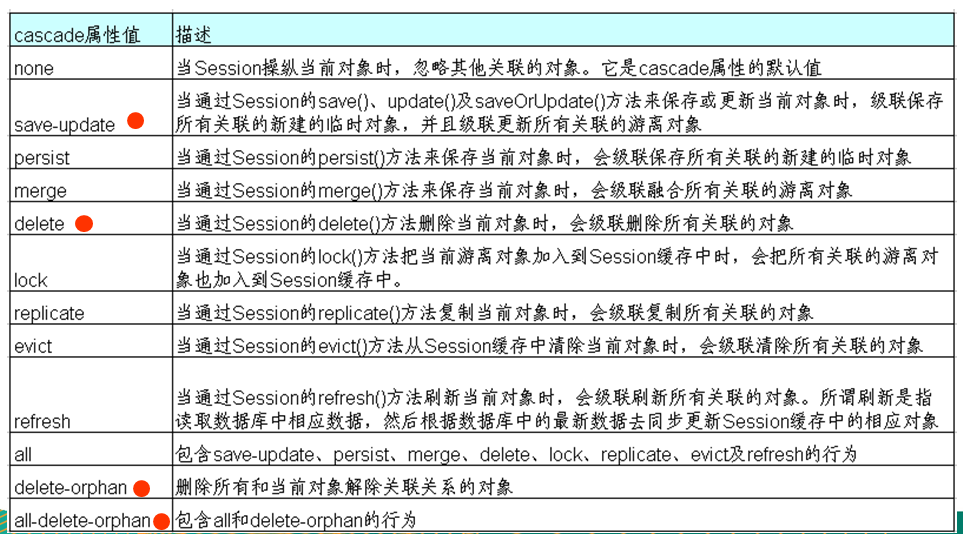 cascade属性值 描述
none 当Session操纵当前对象时，忽略其他关联的对象。它是cascade属性的默认值
当通过Session的save()、update()及saveOrUpdate()方法来保存或更新当前对象时，级联保存
save-update 所有关联的新建的临时对象，并且级联更新所有关联的游离对象
persist 当通过Session的persist()方法来保存当前对象时，会级联保存所有关联的新建的临时对象
merge 当通过Session的merge()方法来保存当前对象时，会级联融合所有关联的游离对象
delete 当通过Session的delete()方法删除当前对象时，会级联删除所有关联的对象
当通过Session的lock()方法把当前游离对象加入到Session缓存中时，会把所有关联的游离对
lock 象也加入到Session缓存中。
replicate 当通过Session的replicate()方法复制当前对象时，会级联复制所有关联的对象
evict 当通过Session的evict()方法从Session缓存中清除当前对象时，会级联清除所有关联的对象
当通过Session的refresh()方法刷新当前对象时，会级联刷新所有关联的对象。所谓刷新是指
refresh 读取数据库中相应数据，然后根据数据库中的最新数据去同步更新Session缓存中的相应对象
all 包含save-update、persist、merge、delete、lock、replicate、evict及refresh的行为
delete-orphan 删除所有和当前对象解除关联关系的对象
all-delete-orphan 包含all和delete-orphan的行为